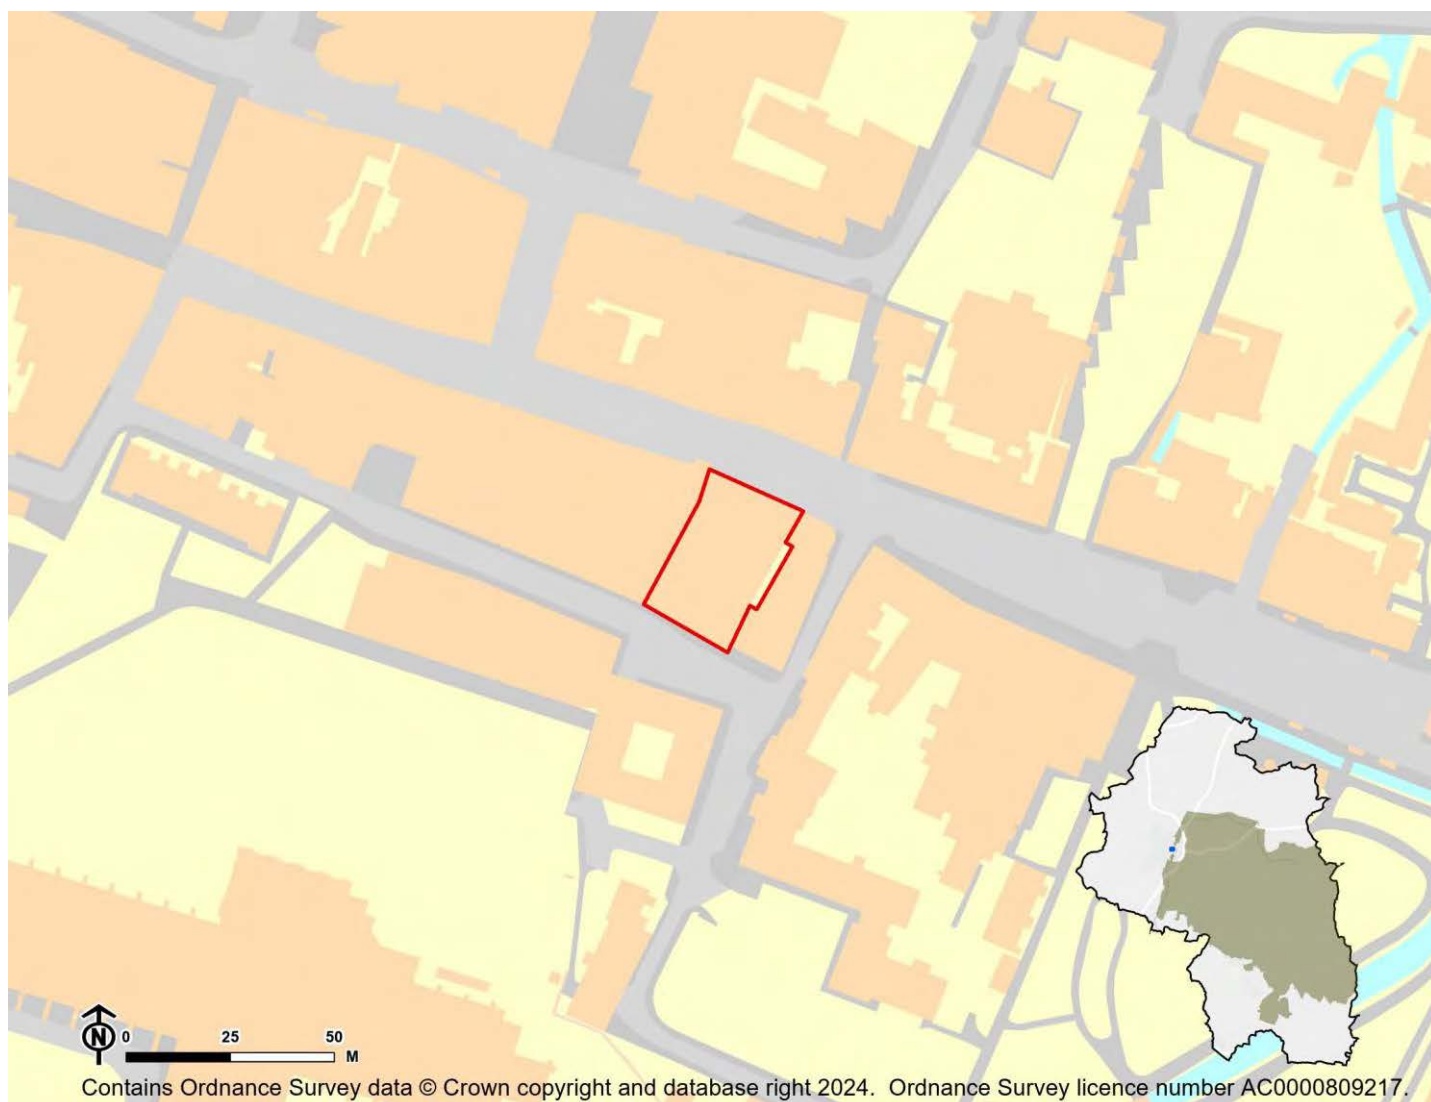 N
0 25 50
M
Contains Ordnance Survey data © Crown copyright and database right 2024. Ordnance Survey licence number AC0000809217.